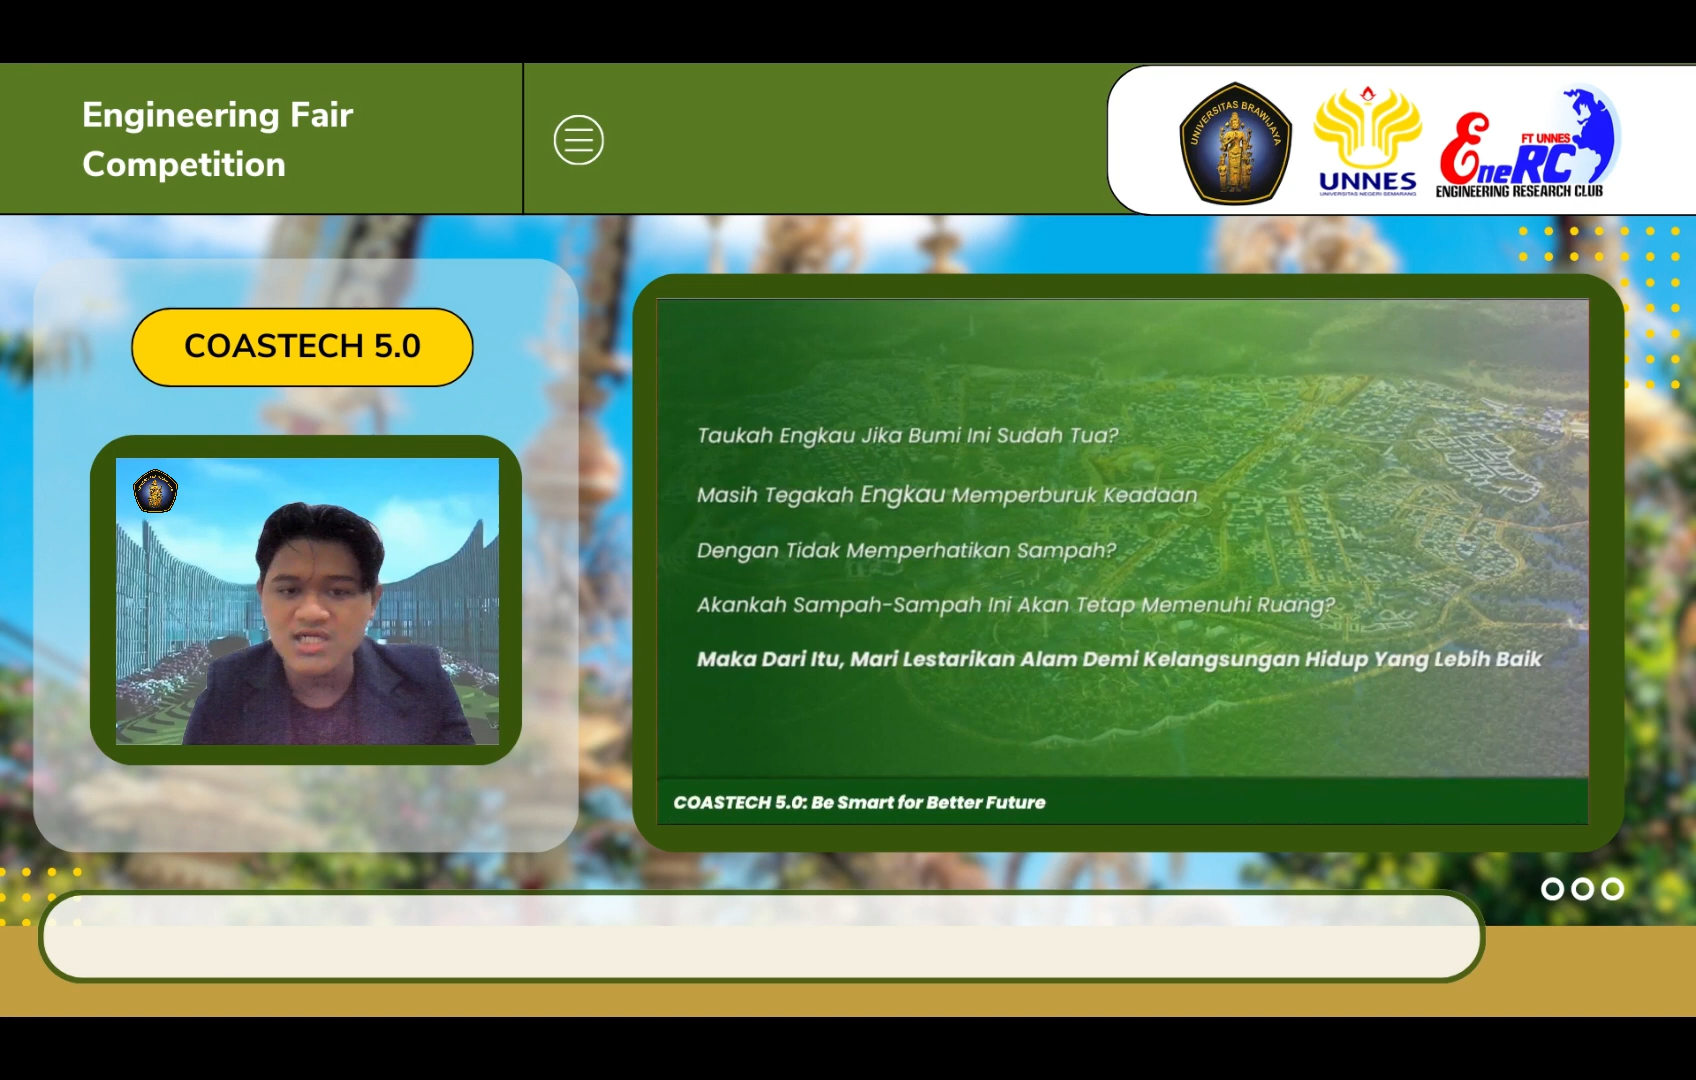 Engineering Fair
Competition
UNIVERSITAS BRAWIJAYA
UNNES
UNIVERSITAS NEGERI SEMARANG
FT UNNES
EneRC
ENGINEERING RESEARCH CLUB
COASTECH 5.0
Taukah Engkau Jika Bumi Ini Sudah Tua?
Masih Tegakah Engkau Memperburuk Keadaan
Dengan Tidak Memperhatikan Sampah?
Akankah Sampah-Sampah Ini Akan Tetap Memenuhi Ruang?
Maka Dari Itu, Mari Lestarikan Alam Demi Kelangsungan Hidup Yang Lebih Baik
COASTECH 5.0: Be Smart for Better Future